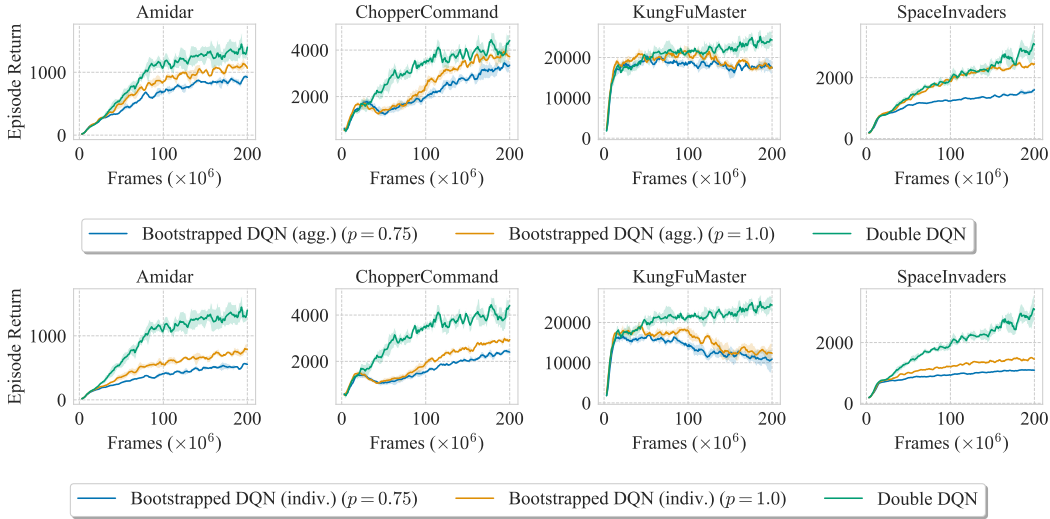 Amidar ChopperCommand KungFuMaster SpaceInvaders
Episode Return
1000
0
4000
2000
20000
10000
0
2000
0
0 100 200 0 100 200 0 100 200 0 100 200
Frames (×10⁶) Frames (×10⁶) Frames (×10⁶) Frames (×10⁶)
Bootstrapped DQN (agg.) (p = 0.75) Bootstrapped DQN (agg.) (p = 1.0) Double DQN
Amidar ChopperCommand KungFuMaster SpaceInvaders
Episode Return
1000
0
4000
2000
20000
10000
0
2000
0
0 100 200 0 100 200 0 100 200 0 100 200
Frames (×10⁶) Frames (×10⁶) Frames (×10⁶) Frames (×10⁶)
Bootstrapped DQN (indiv.) (p = 0.75) Bootstrapped DQN (indiv.) (p = 1.0) Double DQN